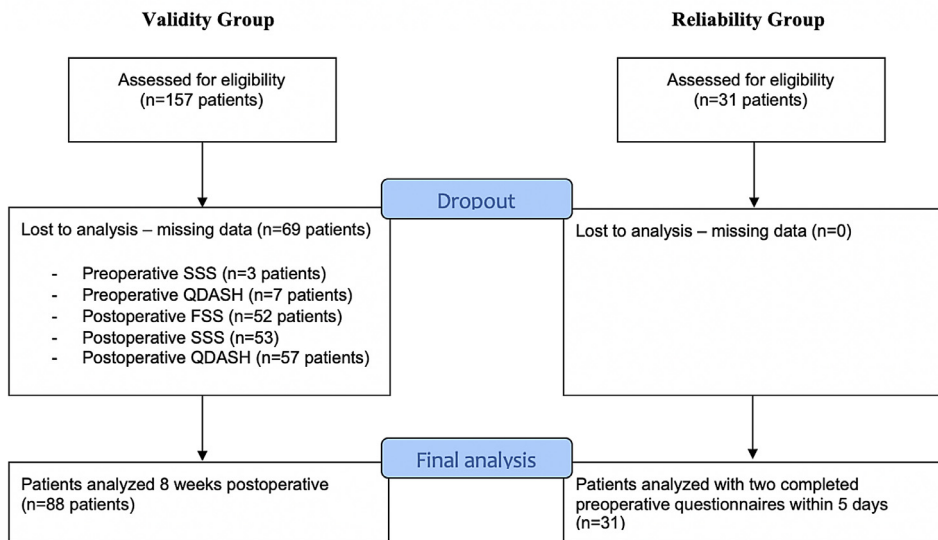 Validity Group
Assessed for eligibility
(n=157 patients)
Lost to analysis – missing data (n=69 patients)
- Preoperative SSS (n=3 patients)
- Preoperative QDASH (n=7 patients)
- Postoperative FSS (n=52 patients)
- Postoperative SSS (n=53)
- Postoperative QDASH (n=57 patients)
Patients analyzed 8 weeks postoperative
(n=88 patients)
Dropout
Final analysis
Reliability Group
Assessed for eligibility
(n=31 patients)
Lost to analysis – missing data (n=0)
Patients analyzed with two completed
preoperative questionnaires within 5 days
(n=31)